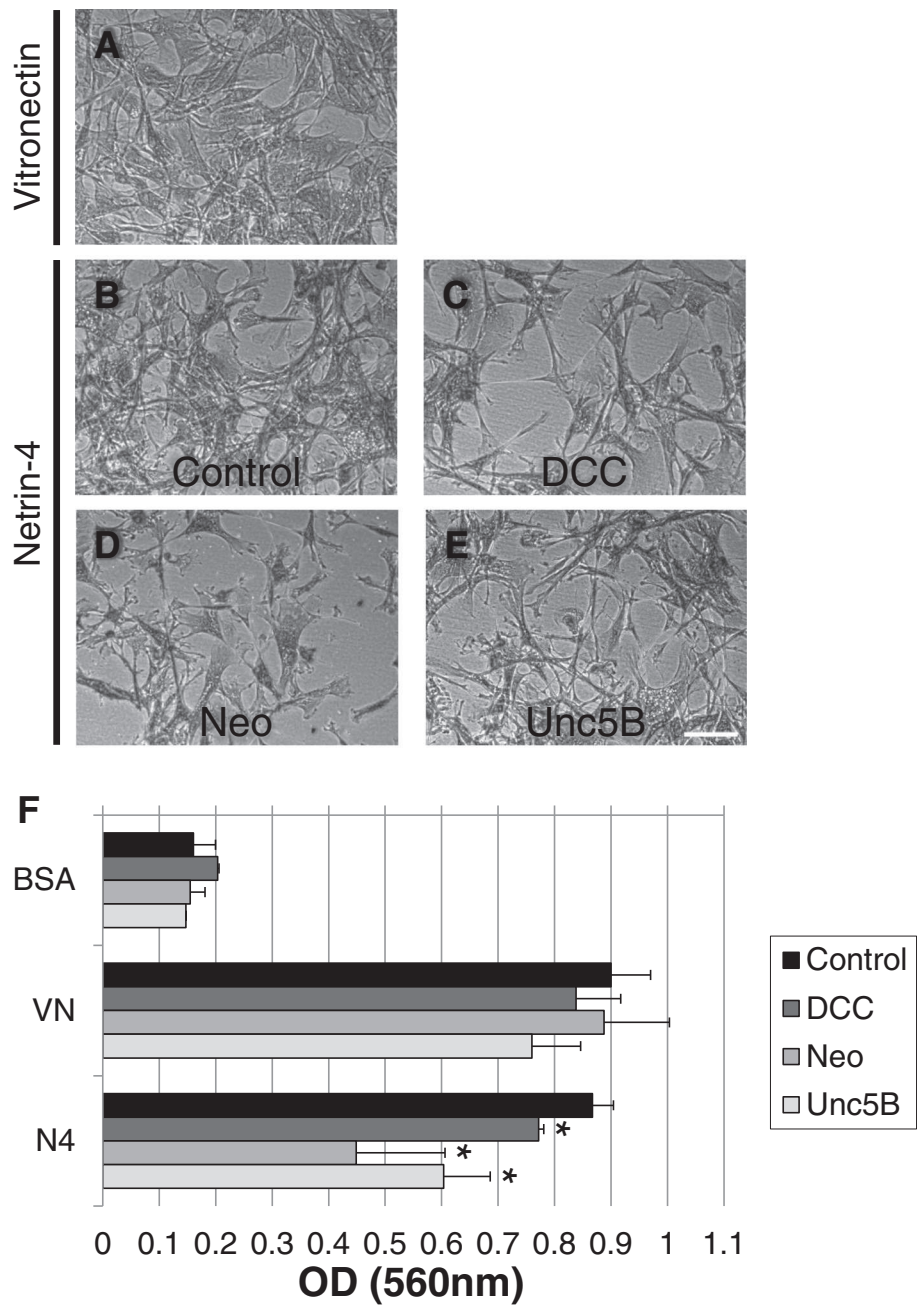 Vitronectin
A
Netrin-4
B
Control
C
DCC
D
Neo
E
Unc5B
F
BSA
VN
N4
*
*
*
0 0.1 0.2 0.3 0.4 0.5 0.6 0.7 0.8 0.9 1 1.1
OD (560nm)
Control
DCC
Neo
Unc5B